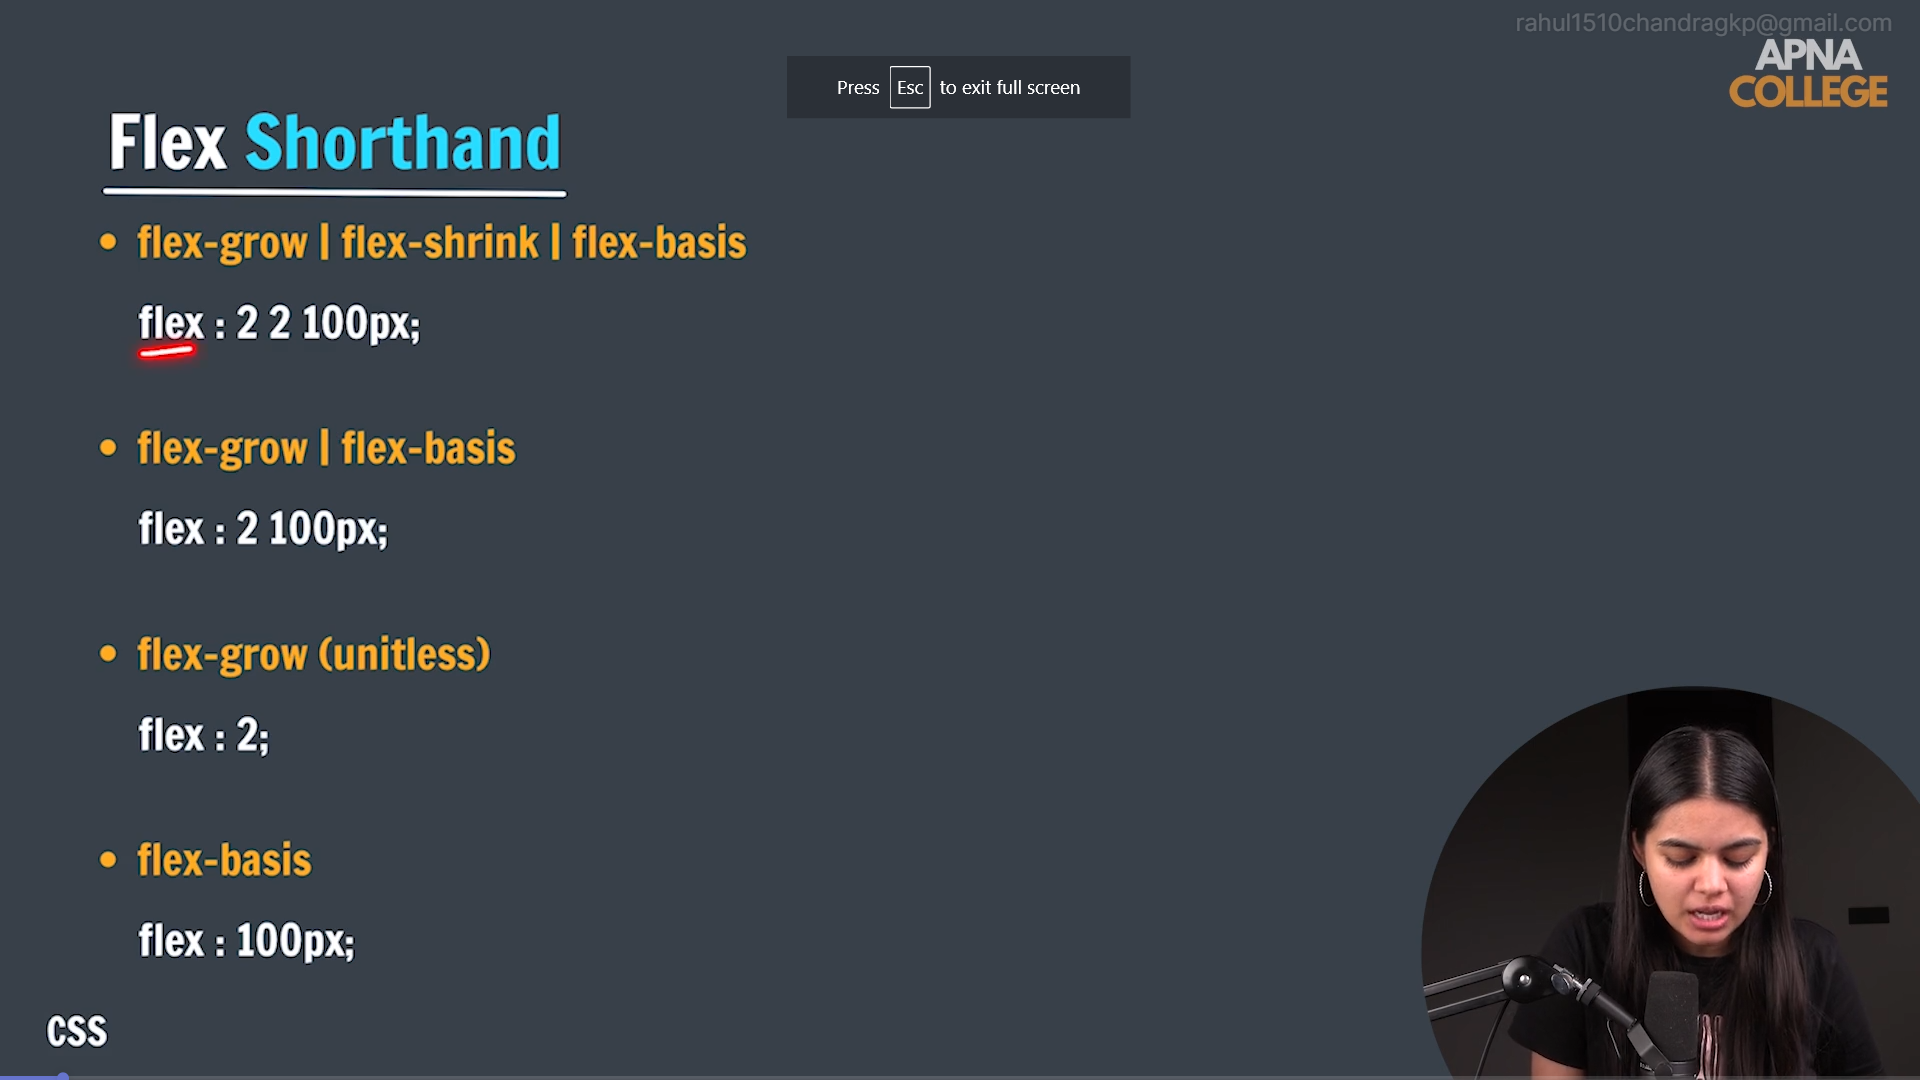 rahul1510chandragkp@gmail.com
APNA
COLLEGE
Press Esc to exit full screen
Flex Shorthand
• flex-grow | flex-shrink | flex-basis
flex : 2 2 100px;
• flex-grow | flex-basis
flex : 2 100px;
• flex-grow (unitless)
flex : 2;
• flex-basis
flex : 100px;
CSS